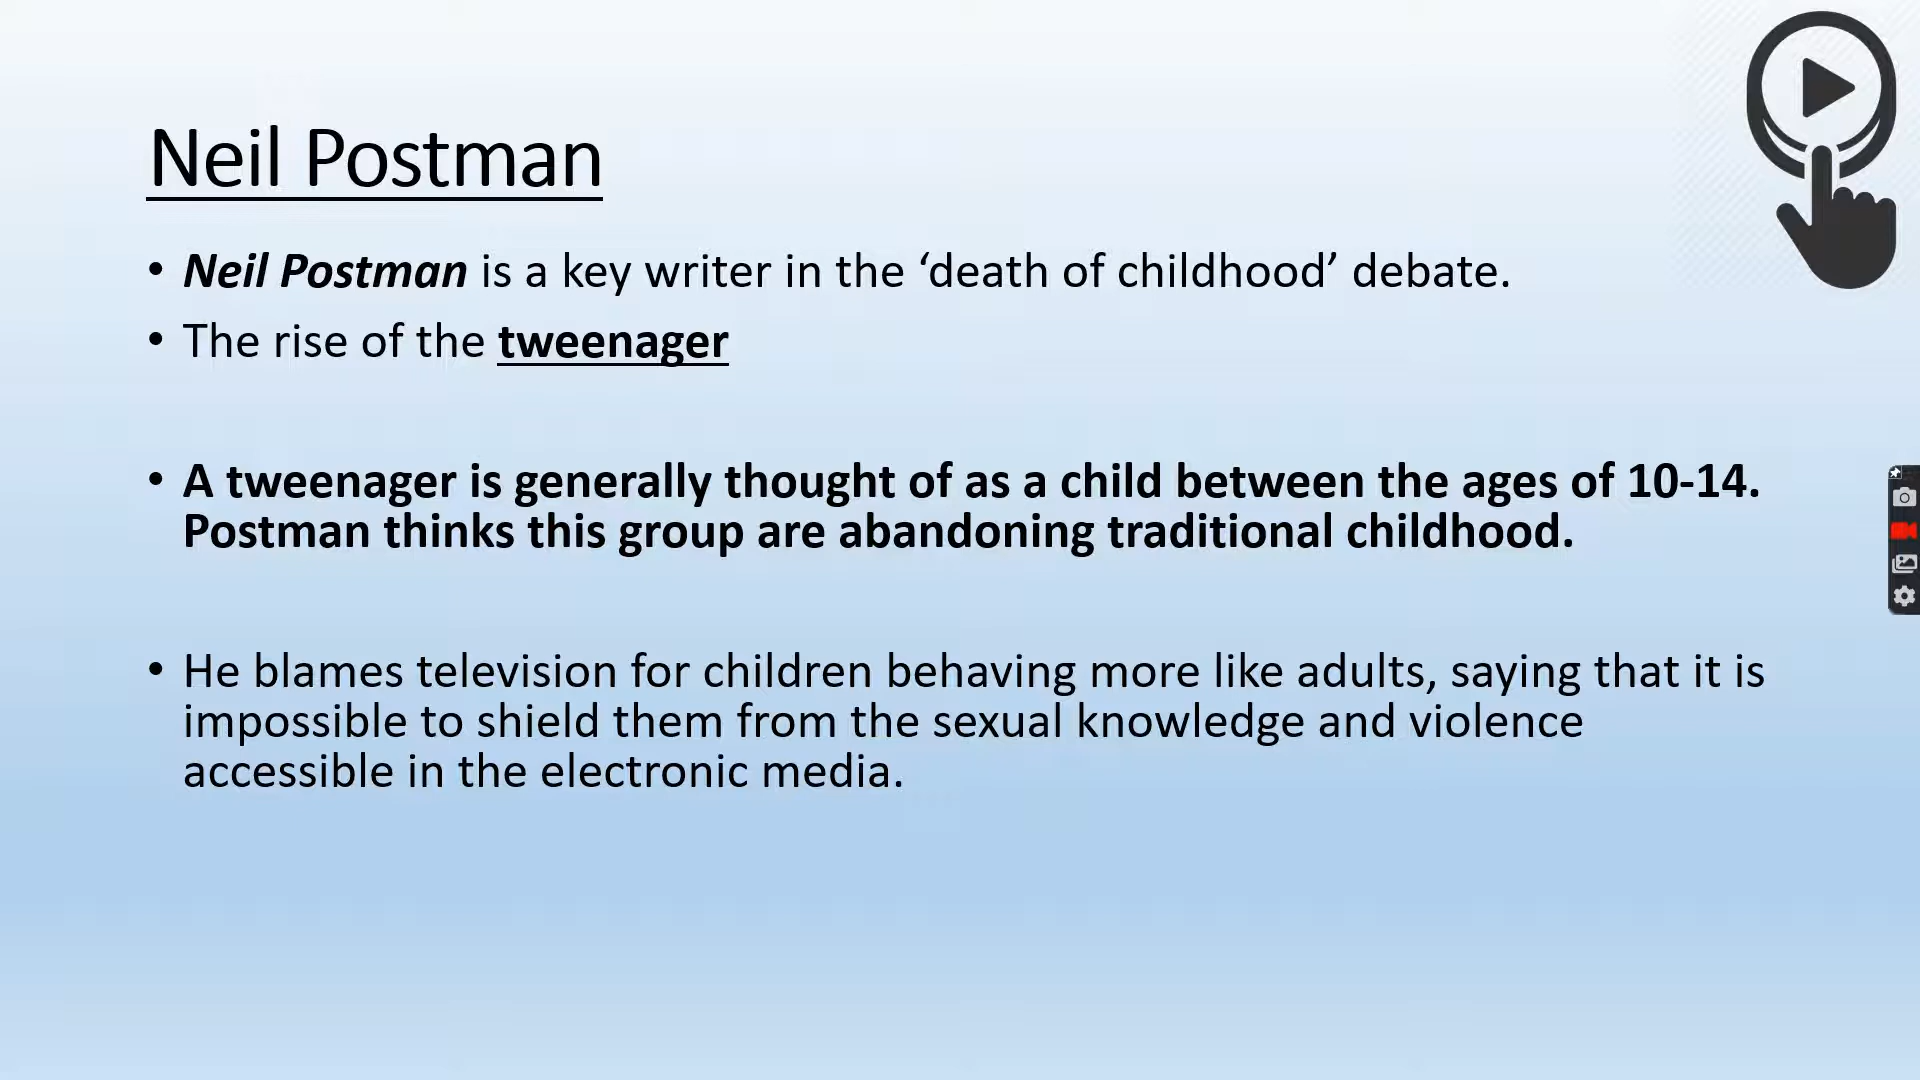 Neil Postman
• Neil Postman is a key writer in the ‘death of childhood’ debate.
• The rise of the tweenager
• A tweenager is generally thought of as a child between the ages of 10-14.
Postman thinks this group are abandoning traditional childhood.
• He blames television for children behaving more like adults, saying that it is
impossible to shield them from the sexual knowledge and violence
accessible in the electronic media.